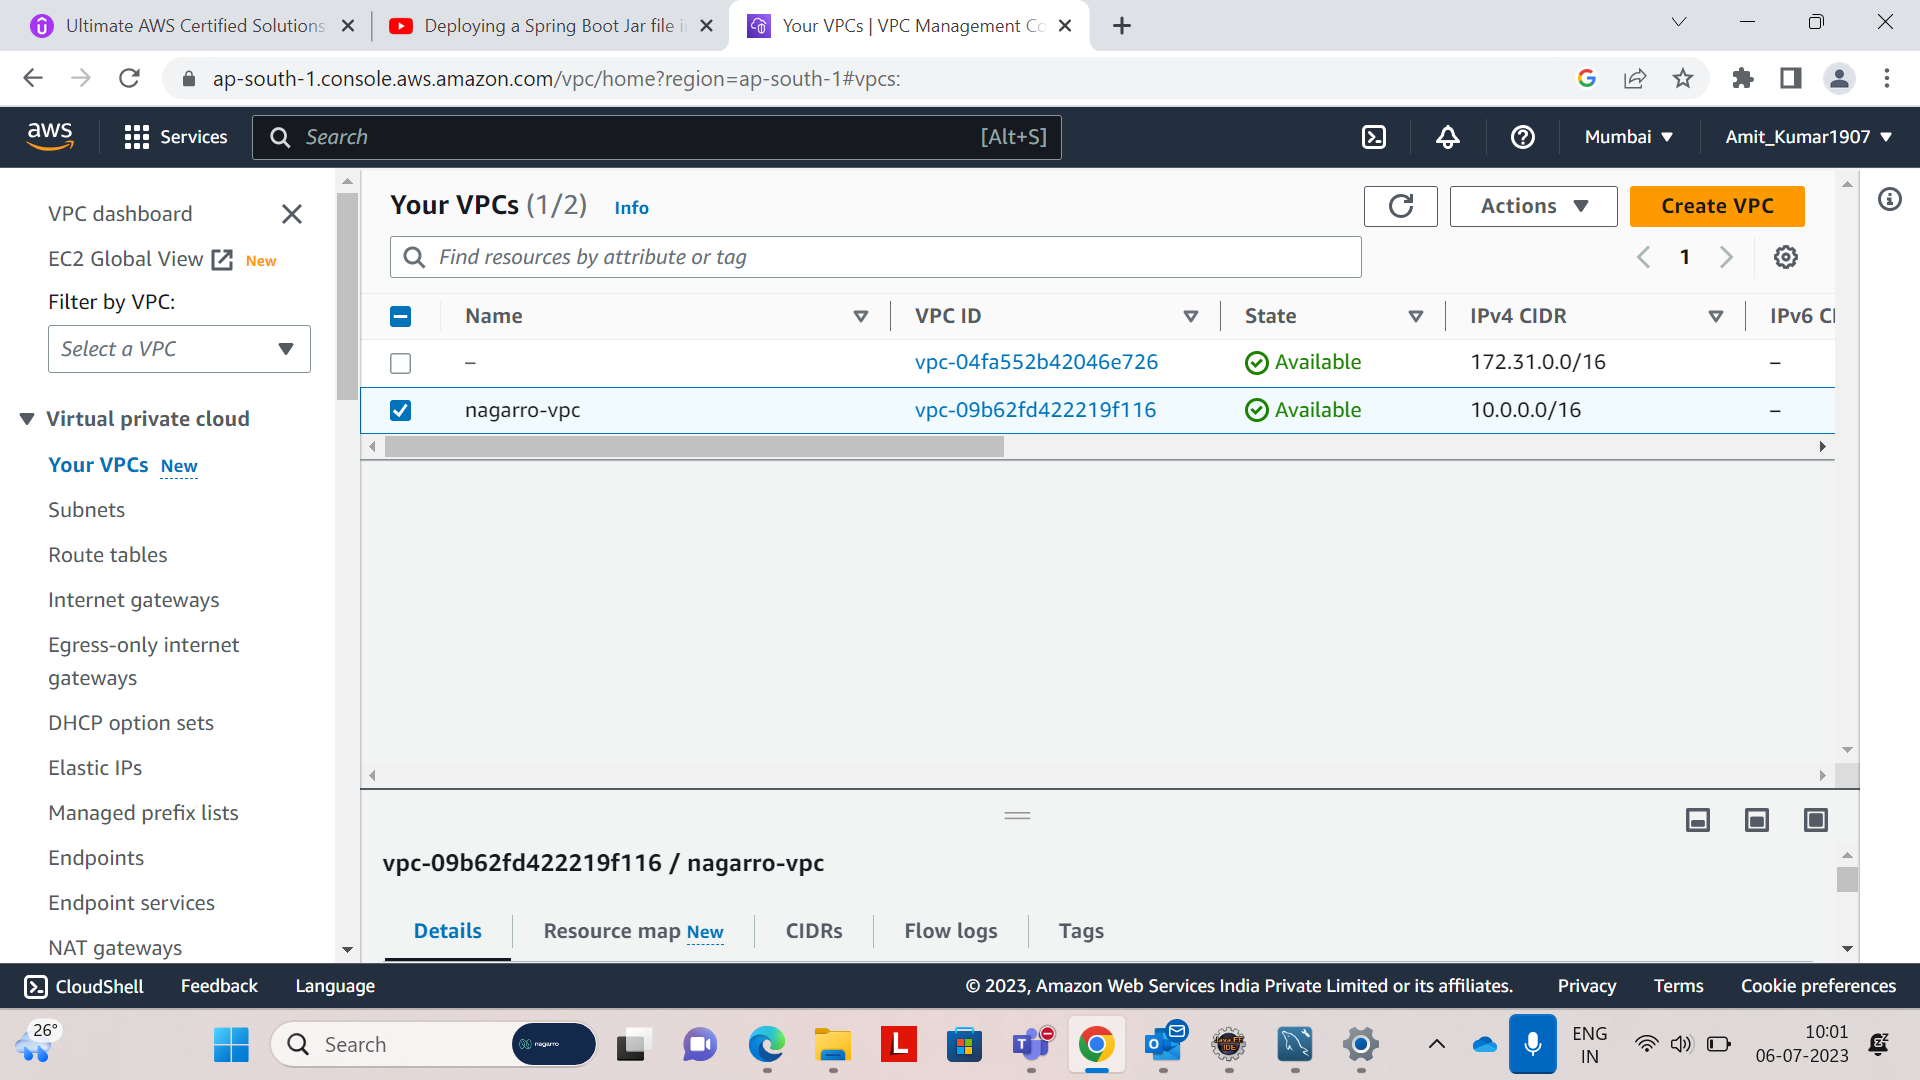 Ultimate AWS Certified Solutions
Deploying a Spring Boot Jar file i
Your VPCs | VPC Management Co
ap-south-1.console.aws.amazon.com/vpc/home?region=ap-south-1#vpcs:
aws
Services
Search
[Alt+S]
Mumbai
Amit_Kumar1907
VPC dashboard
EC2 Global View New
Filter by VPC:
Select a VPC
Virtual private cloud
Your VPCs New
Subnets
Route tables
Internet gateways
Egress-only internet
gateways
DHCP option sets
Elastic IPs
Managed prefix lists
Endpoints
Endpoint services
NAT gateways
Your VPCs (1/2) Info
Actions
Create VPC
Find resources by attribute or tag
1
Name VPC ID State IPv4 CIDR IPv6 CI
– vpc-04fa552b42046e726 Available 172.31.0.0/16 –
nagarro-vpc vpc-09b62fd422219f116 Available 10.0.0.0/16 –
vpc-09b62fd422219f116 / nagarro-vpc
Details Resource map New CIDRs Flow logs Tags
CloudShell Feedback Language © 2023, Amazon Web Services India Private Limited or its affiliates. Privacy Terms Cookie preferences
26°
Search
nagarro
L
Java EE
IDE
ENG
IN
10:01
06-07-2023